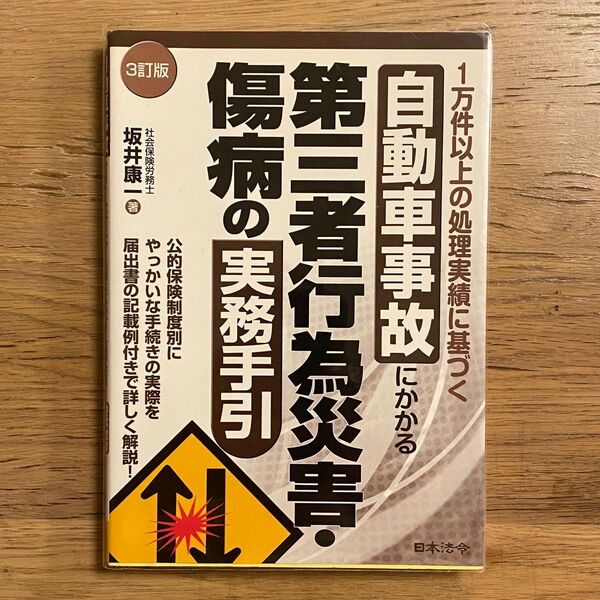 1万件以上の処理実績に基づく
自動車事故にかかる
第三者行為災害・
傷病の実務手引
3訂版
社会保険労務士
坂井康一 著
公的保険制度別に
やっかいな手続きの実際を
届出書の記載例付きで詳しく解説!
日本法令